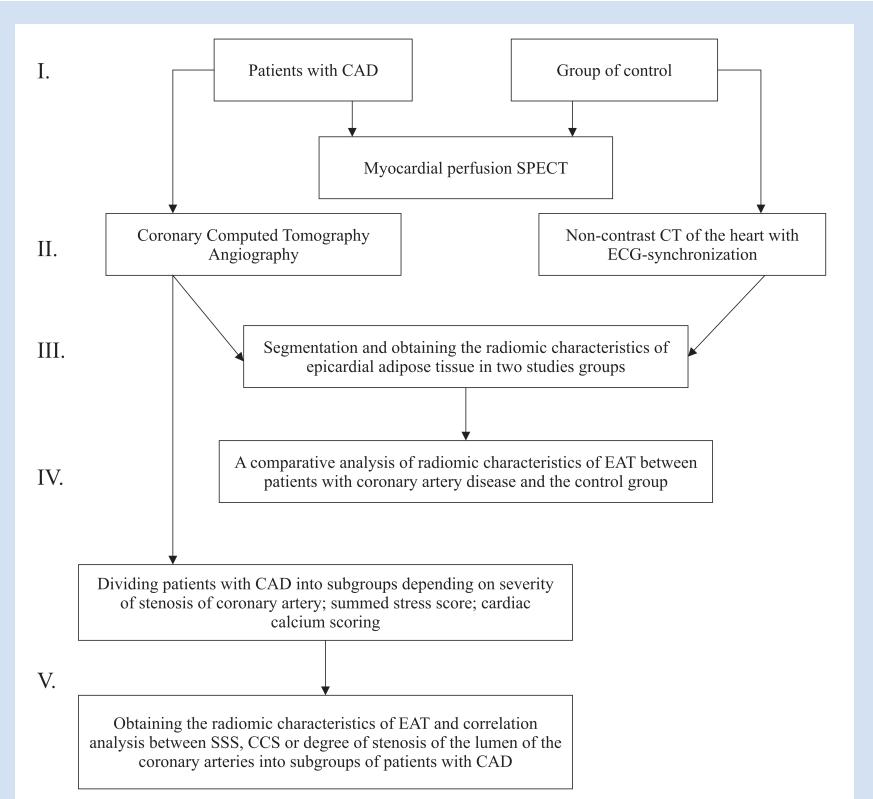 I.
Patients with CAD
Group of control
Myocardial perfusion SPECT
II.
Coronary Computed Tomography
Angiography
Non-contrast CT of the heart with
ECG-synchronization
III.
Segmentation and obtaining the radiomic characteristics of
epicardial adipose tissue in two studies groups
IV.
A comparative analysis of radiomic characteristics of EAT between
patients with coronary artery disease and the control group
Dividing patients with CAD into subgroups depending on severity
of stenosis of coronary artery; summed stress score; cardiac
calcium scoring
V.
Obtaining the radiomic characteristics of EAT and correlation
analysis between SSS, CCS or degree of stenosis of the lumen of the
coronary arteries into subgroups of patients with CAD